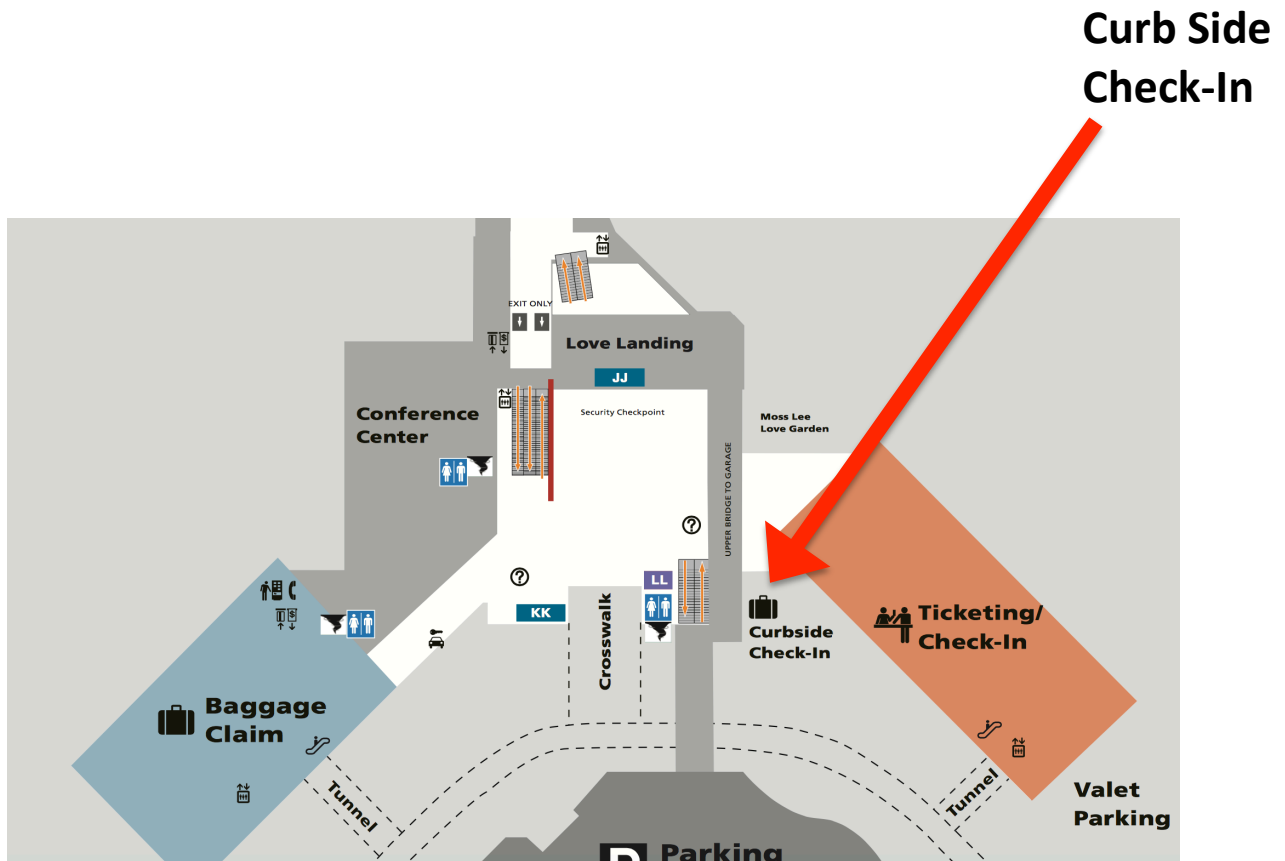 Curb Side
Check-In
EXIT ONLY
Love Landing
JJ
Security Checkpoint
Conference
Center
Moss Lee
Love Garden
UPPER BRIDGE TO GARAGE
?
?
LL
KK
Crosswalk
Curbside
Check-In
Ticketing/
Check-In
Baggage
Claim
Tunnel
Tunnel
Valet
Parking
P Parking